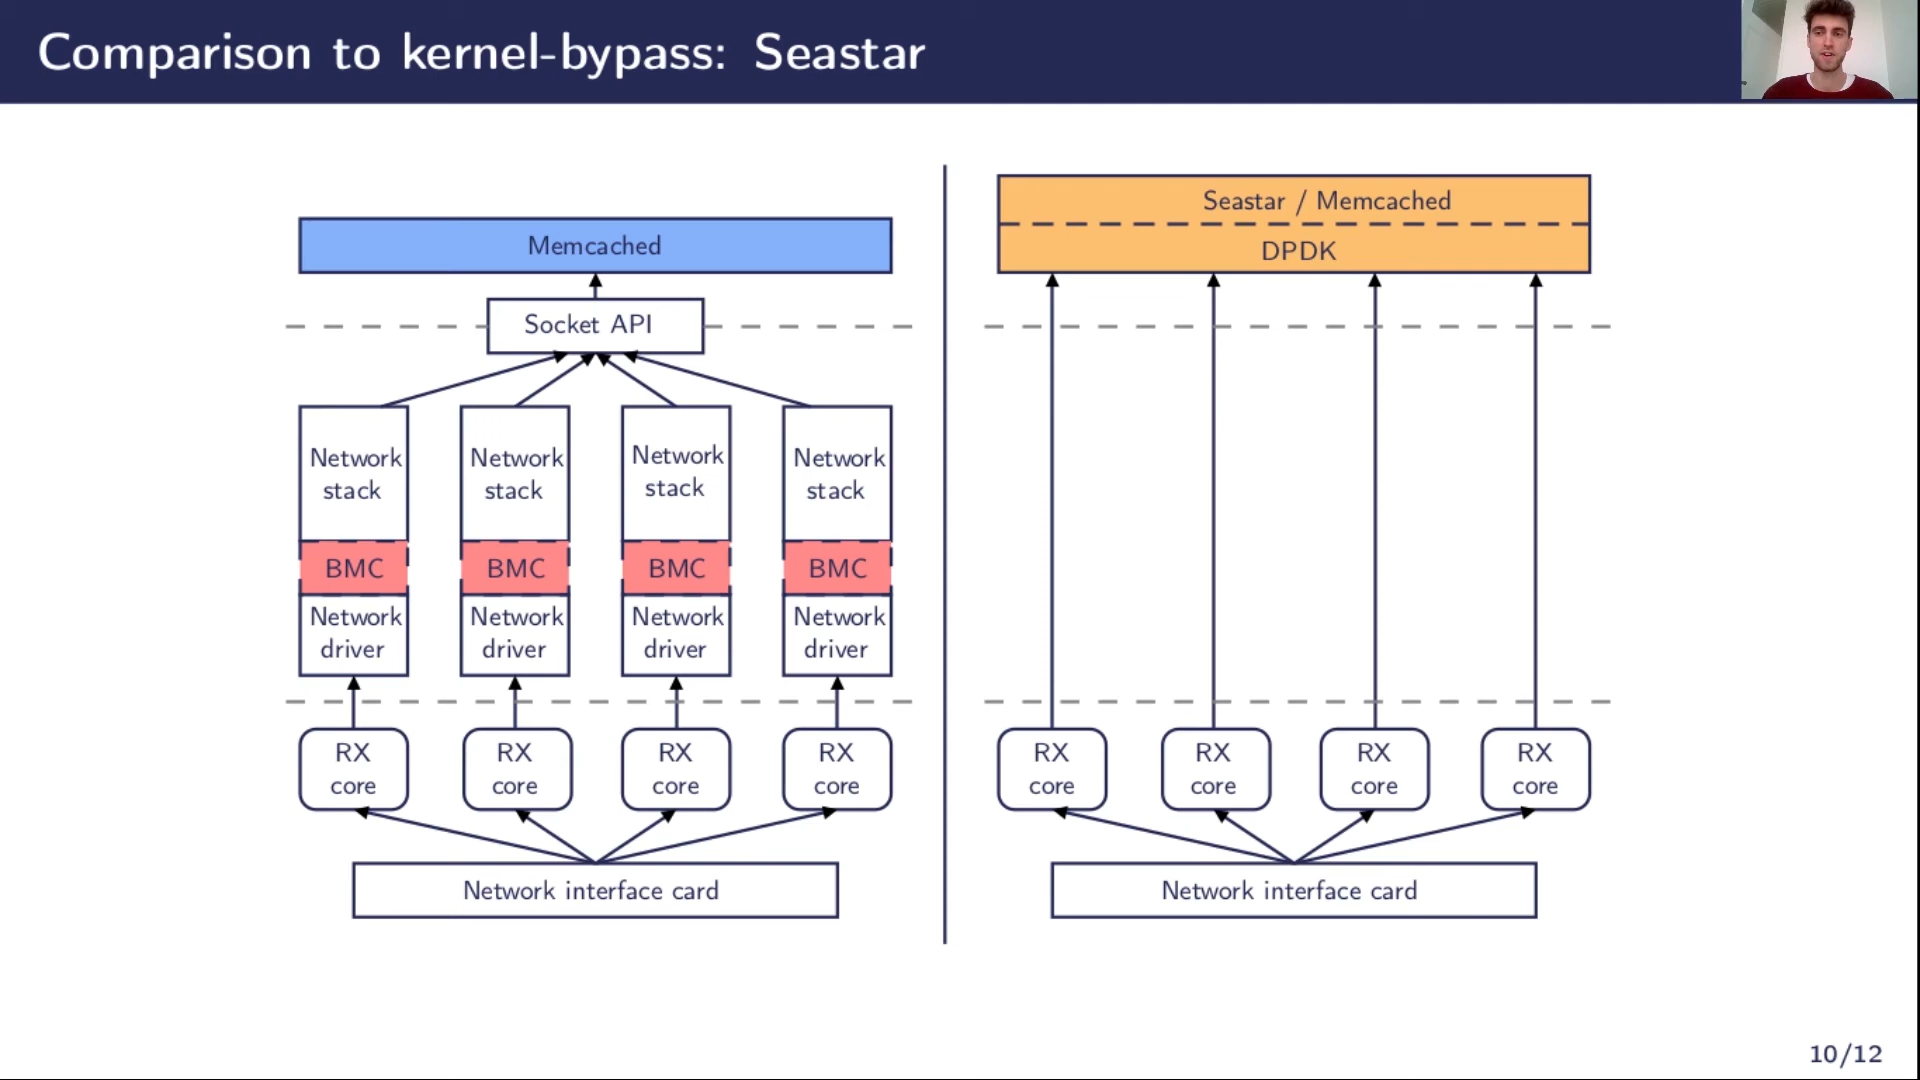 Comparison to kernel-bypass: Seastar
Memcached
Socket API
Network
stack
Network
stack
Network
stack
Network
stack
BMC
BMC
BMC
BMC
Network
driver
Network
driver
Network
driver
Network
driver
RX
core
RX
core
RX
core
RX
core
Network interface card
Seastar / Memcached
DPDK
RX
core
RX
core
RX
core
RX
core
Network interface card
10/12